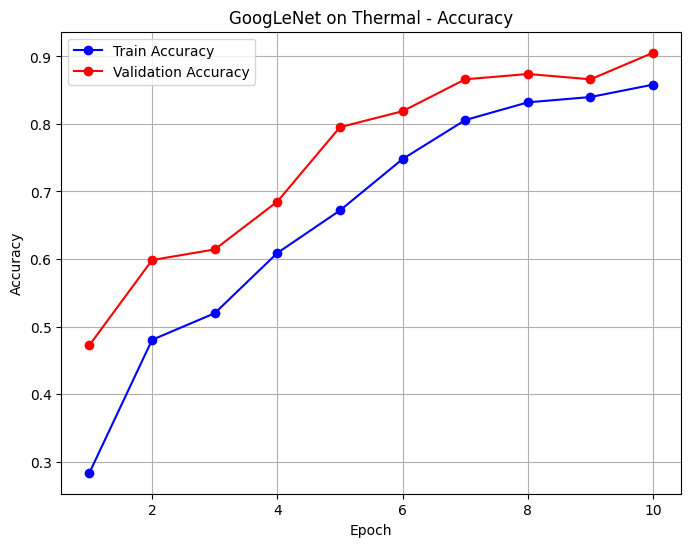 GoogLeNet on Thermal - Accuracy
Train Accuracy
Validation Accuracy
0.9
0.8
0.7
0.6
0.5
0.4
0.3
Accuracy
2 4 6 8 10
Epoch